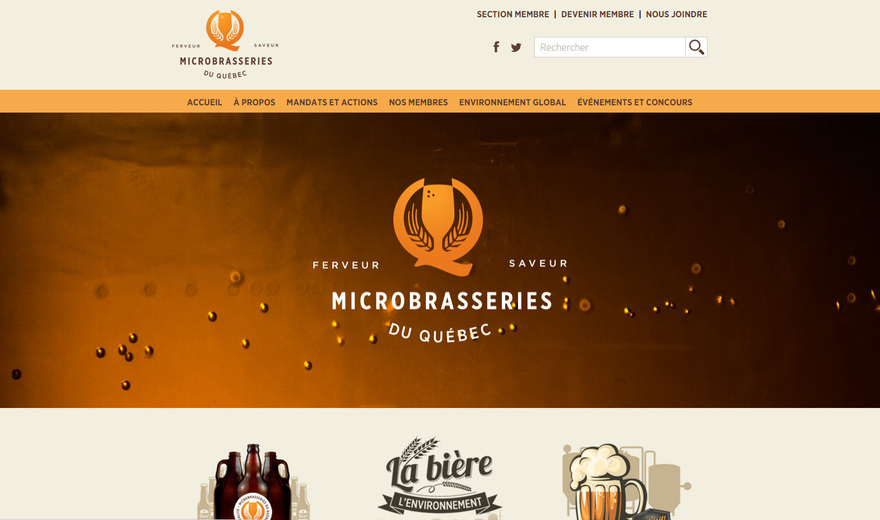 SECTION MEMBRE | DEVENIR MEMBRE | NOUS JOINDRE
FERVEUR SAVEUR
MICROBRASSERIES
DU QUÉBEC
Rechercher
ACCUEIL À PROPOS MANDATS ET ACTIONS NOS MEMBRES ENVIRONNEMENT GLOBAL ÉVÉNEMENTS ET CONCOURS
FERVEUR SAVEUR
MICROBRASSERIES
DU QUÉBEC
La bière
L'ENVIRONNEMENT